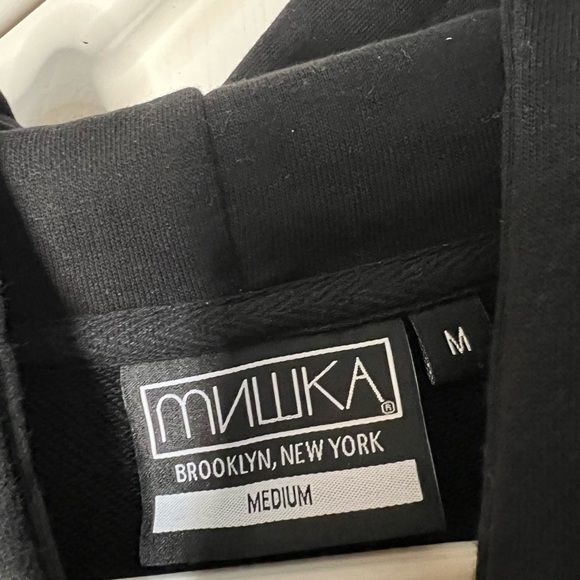 мишка®
BROOKLYN, NEW YORK
MEDIUM
M